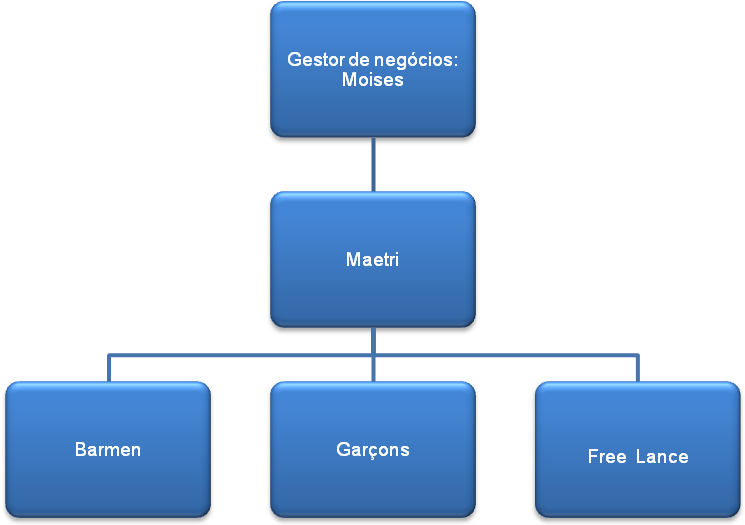 Gestor de negócios:
Moises
Maetri
Barmen
Garçons
Free Lance